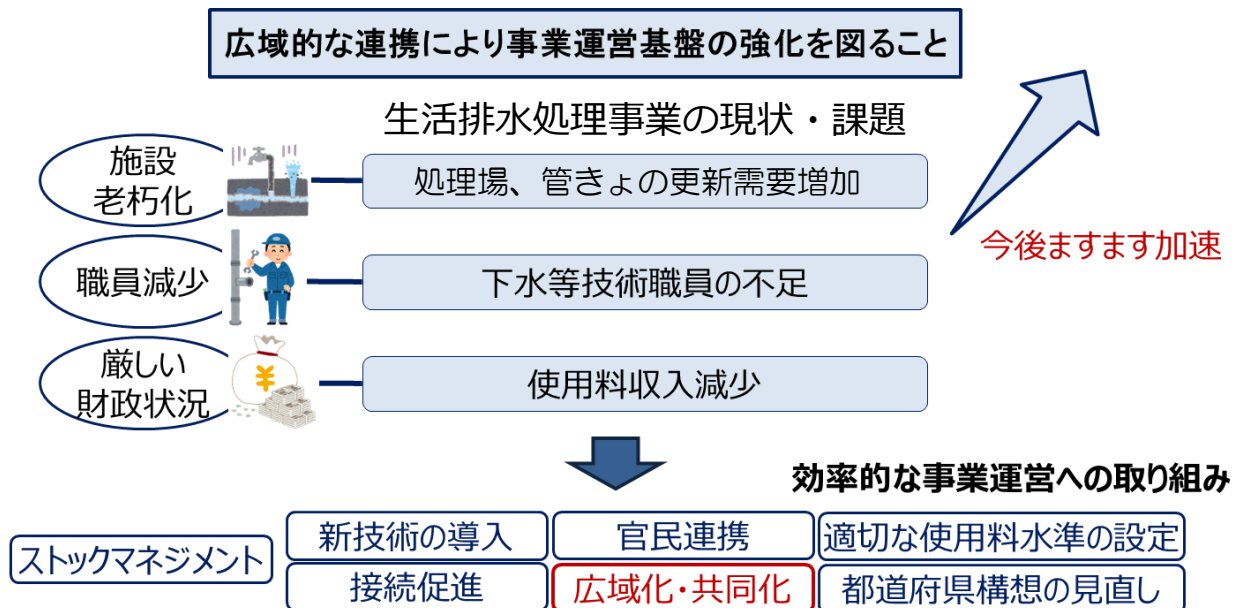 広域的な連携により事業運営基盤の強化を図ること
生活排水処理事業の現状・課題
施設
老朽化
処理場、管きょの更新需要増加
今後ますます加速
職員減少
下水等技術職員の不足
厳しい
財政状況
¥
使用料収入減少
効率的な事業運営への取り組み
ストックマネジメント
新技術の導入
官民連携
適切な使用料水準の設定
接続促進
広域化・共同化
都道府県構想の見直し